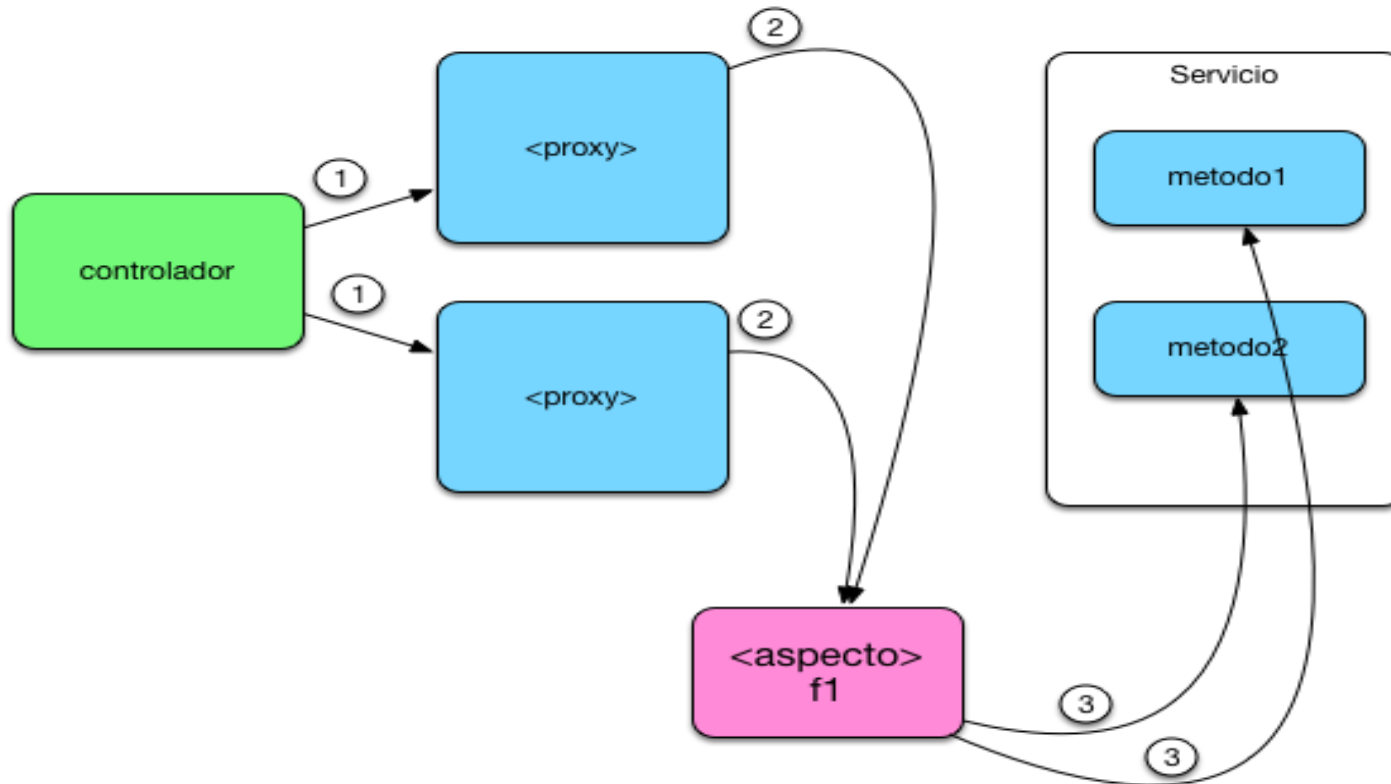 2
Servicio
<proxy>
metodo1
1
controlador
1
2
metodo2
<proxy>
<aspecto>
f1
3
3